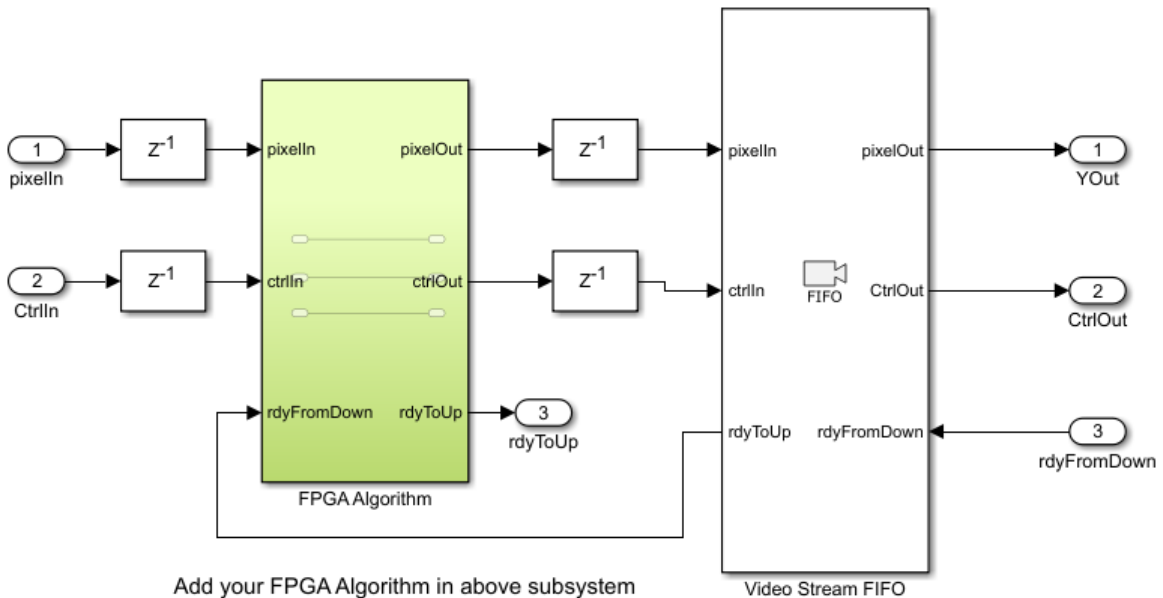 1
pixelIn
Z-1
pixelIn
pixelOut
Z-1
pixelIn
pixelOut
1
YOut
2
CtrlIn
Z-1
ctrlIn
ctrlOut
Z-1
ctrlIn
FIFO
CtrlOut
2
CtrlOut
rdyFromDown
rdyToUp
3
rdyToUp
rdyToUp
rdyFromDown
3
rdyFromDown
FPGA Algorithm
Add your FPGA Algorithm in above subsystem
Video Stream FIFO